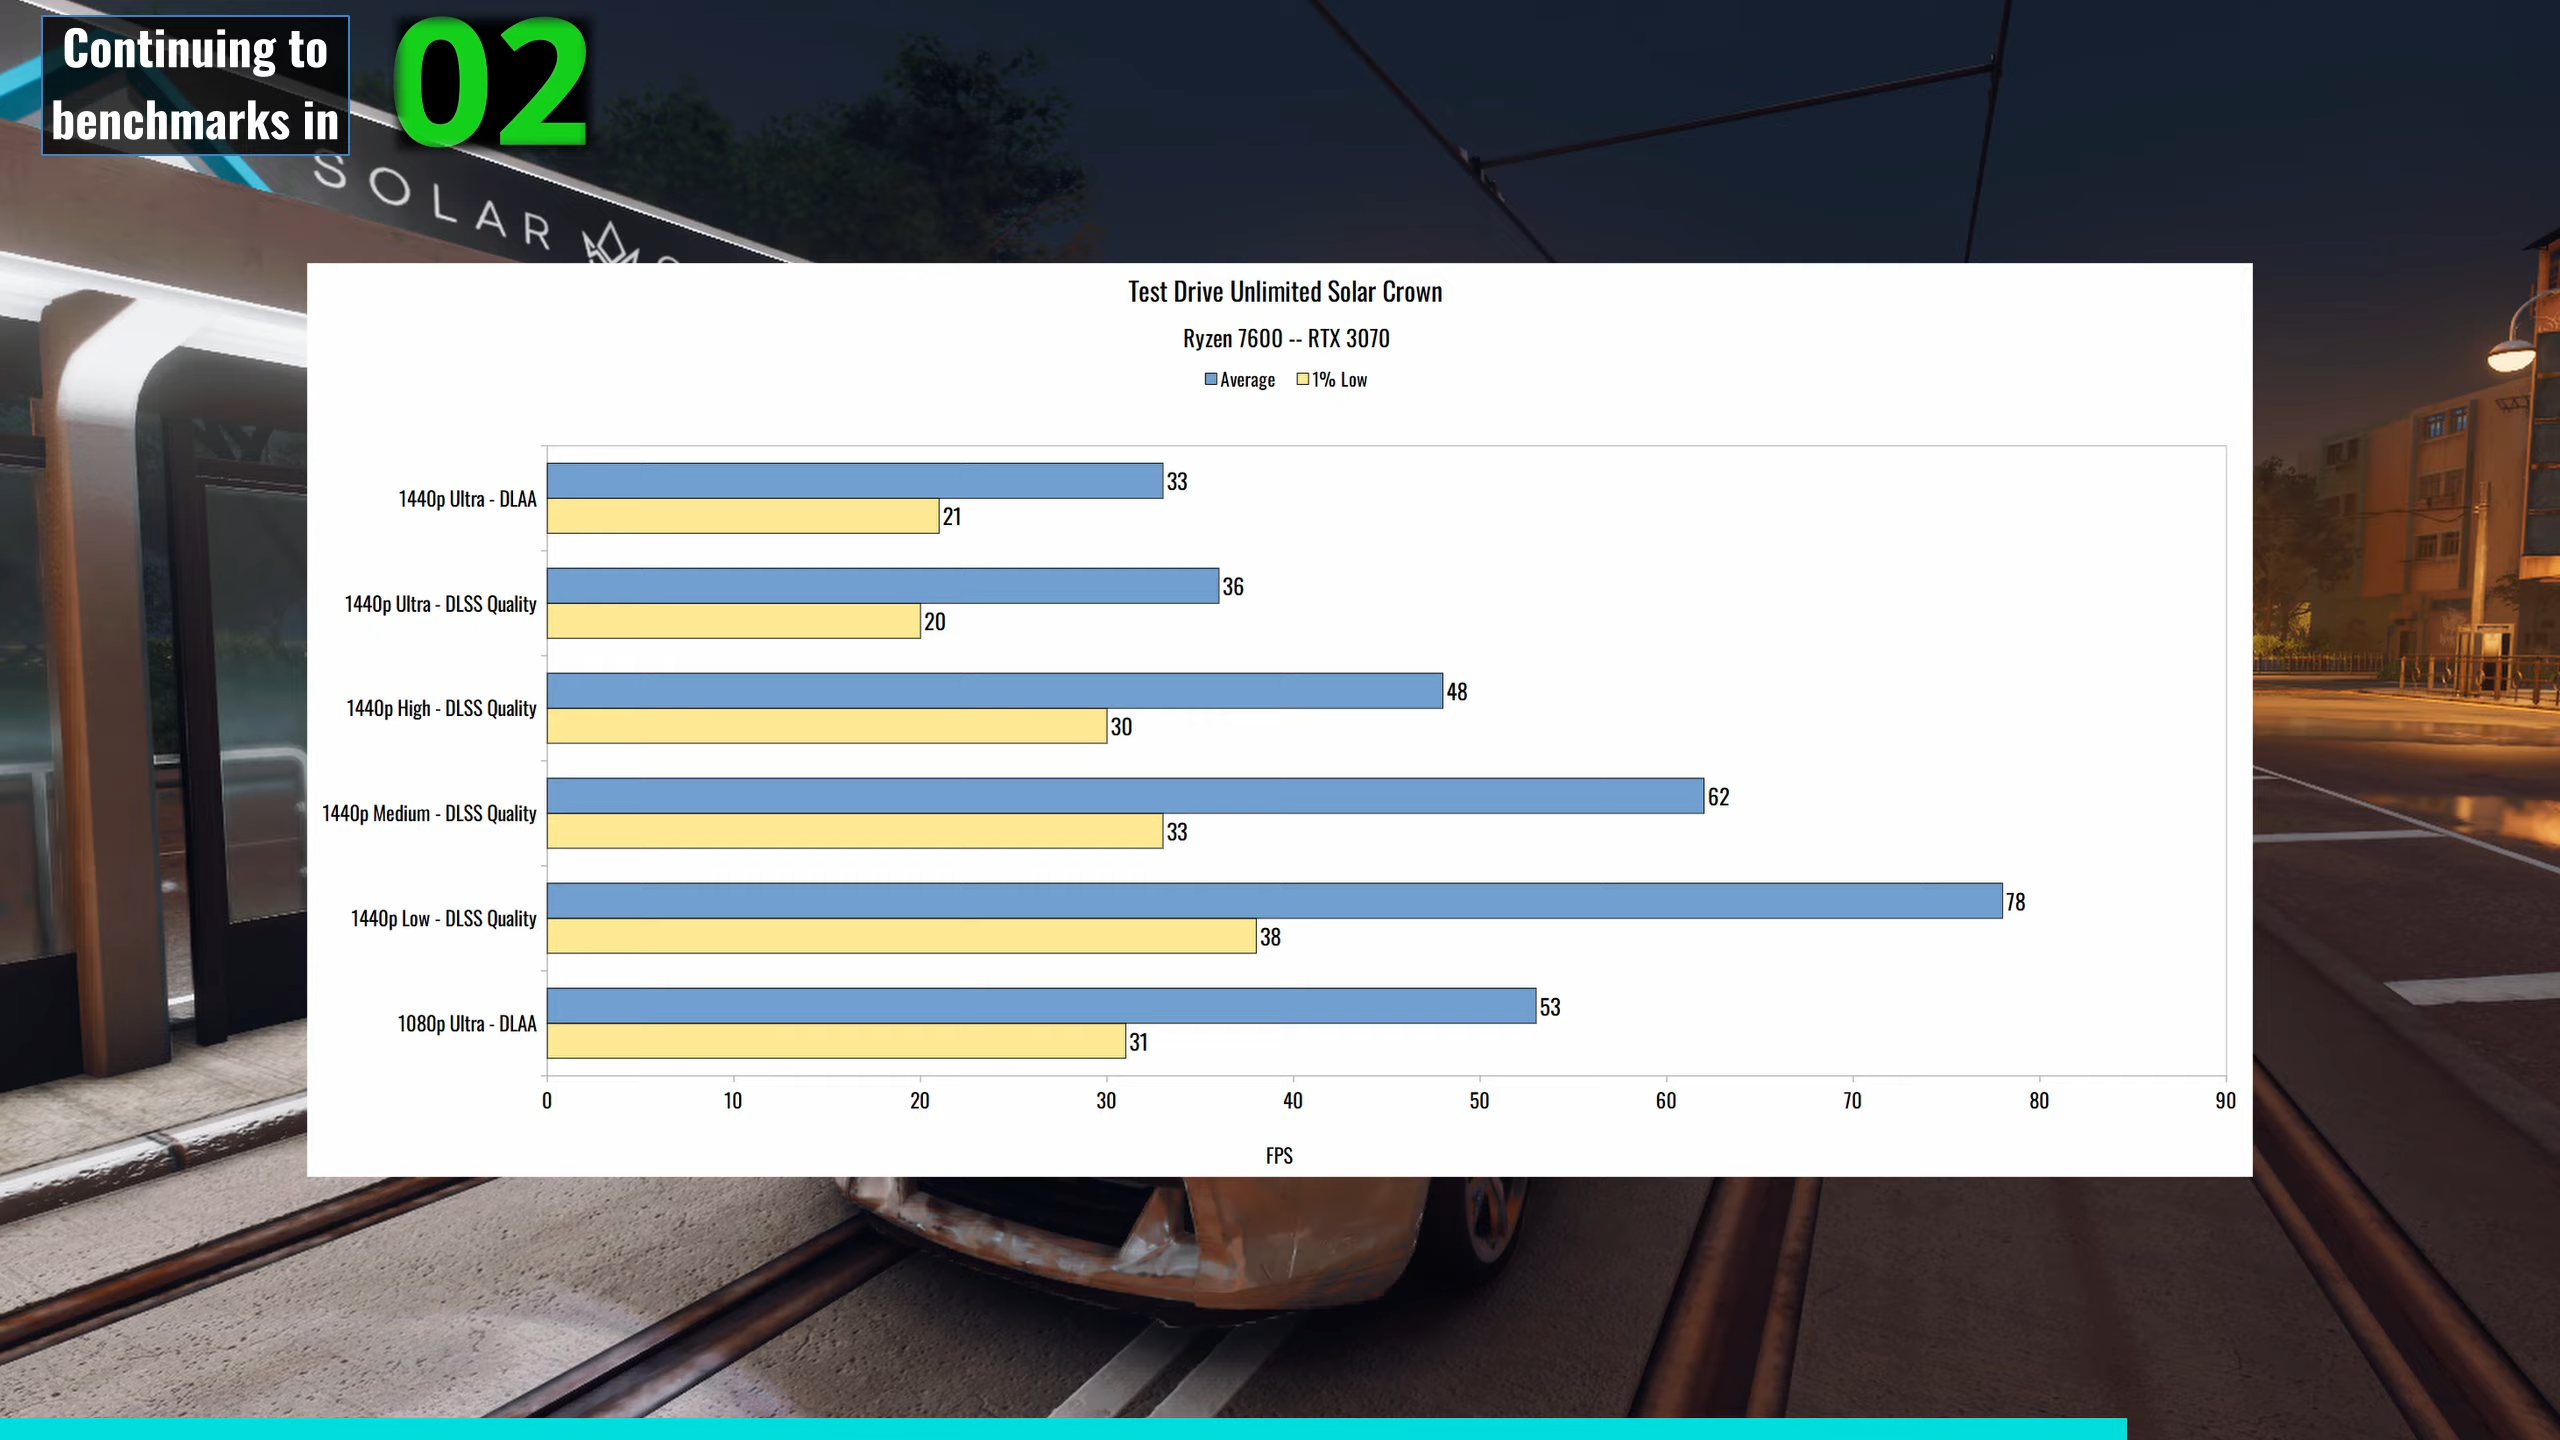 Continuing to
benchmarks in
02
SOLAR
Test Drive Unlimited Solar Crown
Ryzen 7600 -- RTX 3070
Average 1% Low
1440p Ultra - DLAA 33
21
1440p Ultra - DLSS Quality 36
20
1440p High - DLSS Quality 48
30
1440p Medium - DLSS Quality 62
33
1440p Low - DLSS Quality 78
38
1080p Ultra - DLAA 53
31
0 10 20 30 40 50 60 70 80 90
FPS